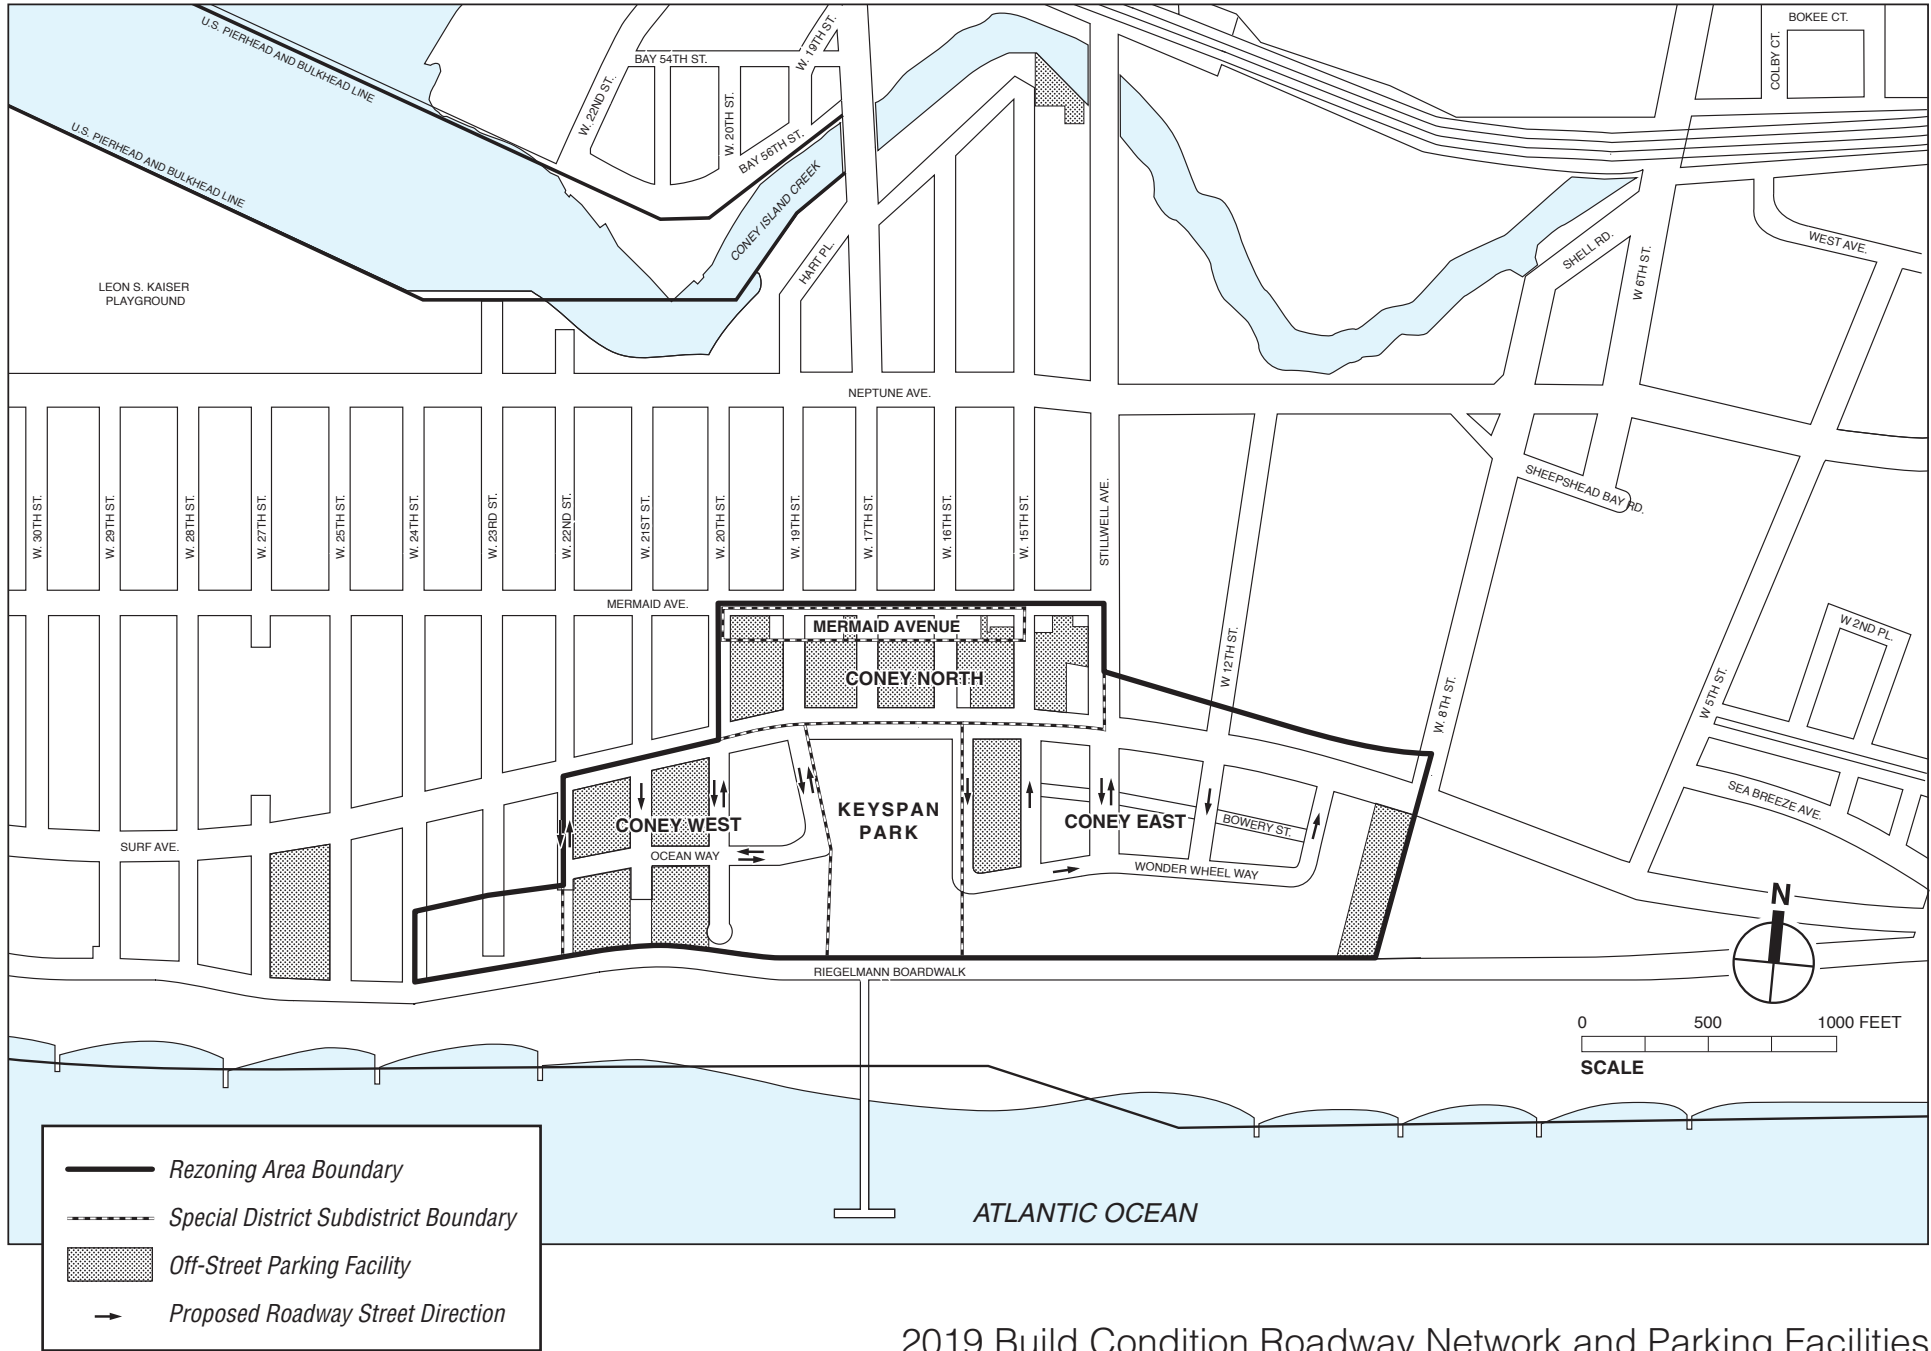 BOKEE CT.
COLBY CT.
U.S. PIERHEAD AND BULKHEAD LINE
W. 19TH ST.
BAY 54TH ST.
W. 22ND ST.
W. 20TH ST.
BAY 56TH ST.
U.S. PIERHEAD AND BULKHEAD LINE
CONEY ISLAND CREEK
HART PL.
SHELL RD.
W 6TH ST.
WEST AVE.
LEON S. KAISER
PLAYGROUND
NEPTUNE AVE.
W. 30TH ST.
W. 29TH ST.
W. 28TH ST.
W. 27TH ST.
W. 25TH ST.
W. 24TH ST.
W. 23RD ST.
W. 22ND ST.
W. 21ST ST.
W. 20TH ST.
W. 19TH ST.
W. 17TH ST.
W. 16TH ST.
W. 15TH ST.
STILLWELL AVE.
SHEEPSHEAD BAY RD.
MERMAID AVE.
MERMAID AVENUE
CONEY NORTH
W 12TH ST.
W. 8TH ST.
W 5TH ST.
W 2ND PL.
KEYSPAN
PARK
CONEY WEST
CONEY EAST
BOWERY ST.
SEA BREEZE AVE.
SURF AVE.
OCEAN WAY
WONDER WHEEL WAY
RIEGELMANN BOARDWALK
N
0 500 1000 FEET
SCALE
ATLANTIC OCEAN
Rezoning Area Boundary
Special District Subdistrict Boundary
Off-Street Parking Facility
Proposed Roadway Street Direction
2019 Build Condition Roadway Network and Parking Facilities